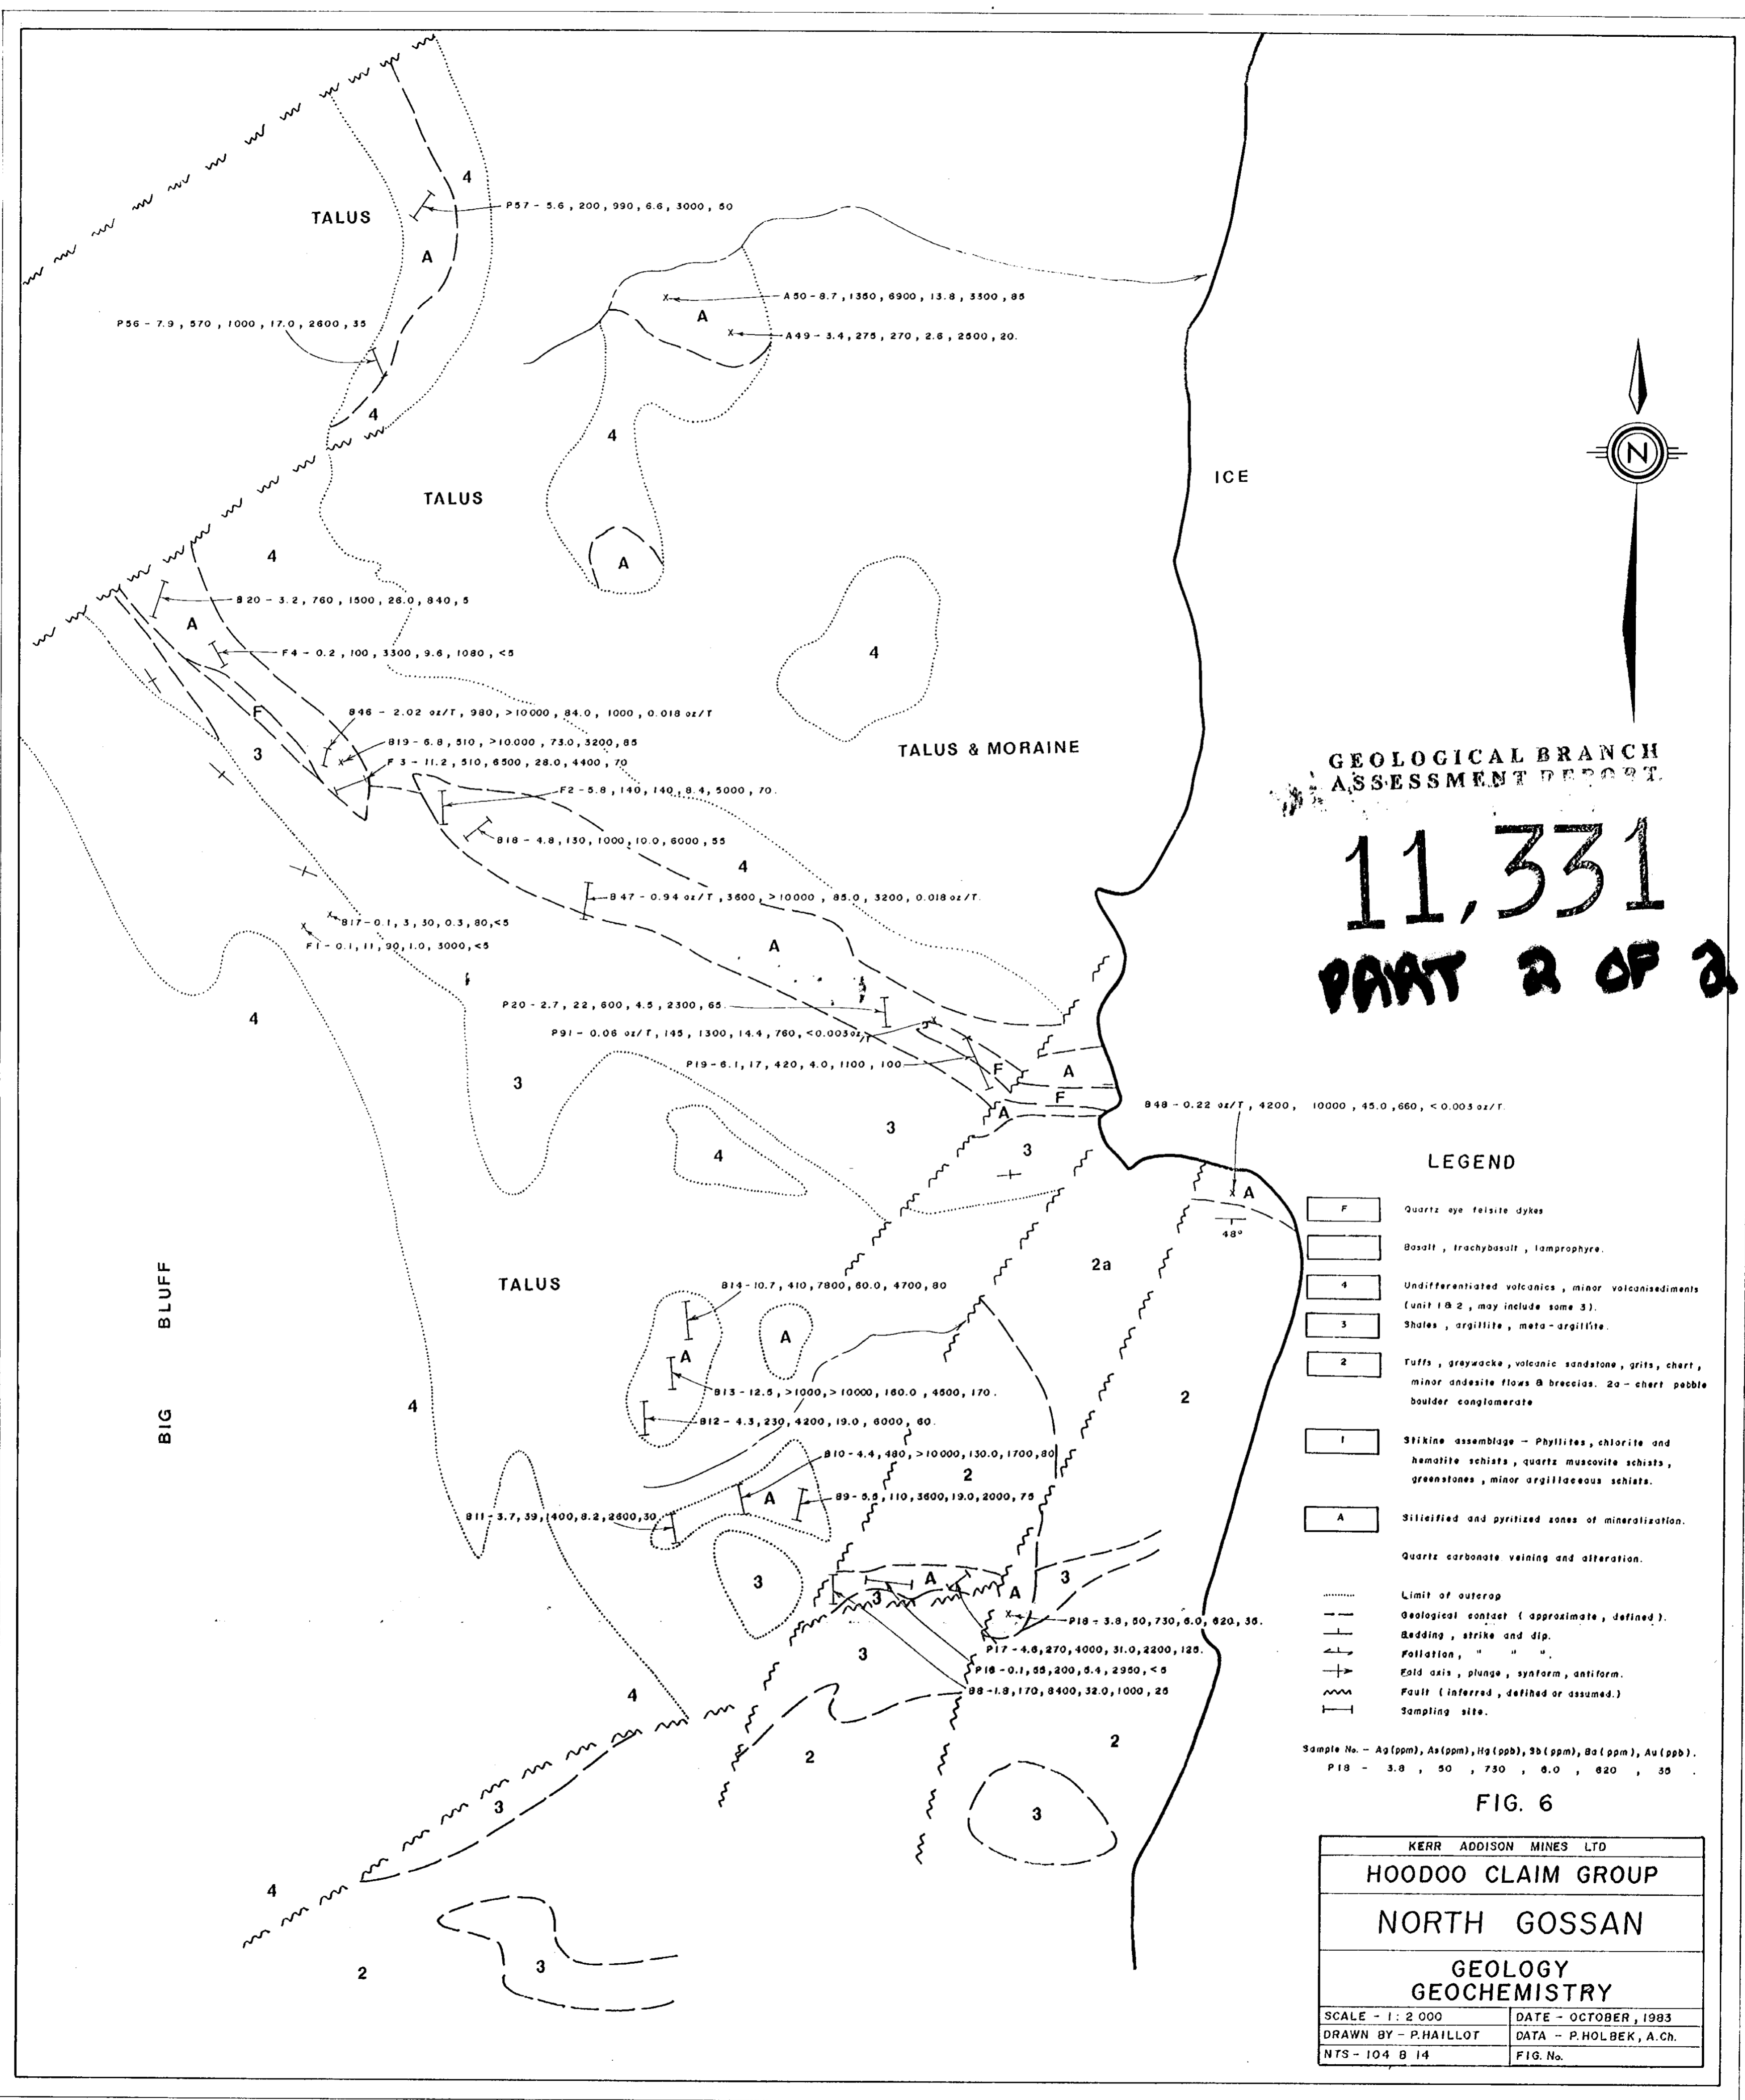 4
TALUS
P57 - 5.6 , 200 , 990 , 6.6 , 3000 , 50
A
A50 - 8.7 , 1350 , 6900 , 13.8 , 3300 , 85
A
P56 - 7.9 , 570 , 1000 , 17.0 , 2600 , 35
A49 - 3.4 , 275 , 270 , 2.6 , 2500 , 20.
4
4
N
ICE
TALUS
4
A
B20 - 3.2 , 760 , 1500 , 26.0 , 840 , 5
A
F4 - 0.2 , 100 , 3300 , 9.6 , 1080 , <5
4
F
B46 - 2.02 oz/T , 980 , >10000 , 84.0 , 1000 , 0.018 oz/T
3
B19 - 6.8 , 510 , >10.000 , 73.0 , 3200 , 85
TALUS & MORAINE
F3 - 11.2 , 510 , 6500 , 28.0 , 4400 , 70
GEOLOGICAL BRANCH
ASSESSMENT REPORT
F2 - 5.8 , 140 , 140 , 8.4 , 5000 , 70.
B18 - 4.8 , 130 , 1000 , 10.0 , 6000 , 55
11,331
4
B47 - 0.94 oz/T , 3600 , >10000 , 85.0 , 3200 , 0.018 oz/T.
B17 - 0.1 , 3 , 30 , 0.3 , 80 , <5
F1 - 0.1 , 11 , 90 , 1.0 , 3000 , <5
A
PART 2 OF 2
4
P20 - 2.7 , 22 , 600 , 4.5 , 2300 , 65.
P91 - 0.06 oz/T , 145 , 1300 , 14.4 , 760 , <0.003 oz/T
P19 - 6.1 , 17 , 420 , 4.0 , 1100 , 100
F
A
3
F
A
B48 - 0.22 oz/T , 4200 , 10000 , 45.0 , 660 , <0.003 oz/T.
3
3
4
A
48°
2a
BIG BLUFF
TALUS
B14 - 10.7 , 410 , 7800 , 60.0 , 4700 , 80
A
A
B13 - 12.5 , >1000 , >10000 , 160.0 , 4500 , 170.
4
2
B12 - 4.3 , 230 , 4200 , 19.0 , 6000 , 60.
B10 - 4.4 , 480 , >10000 , 130.0 , 1700 , 80
2
A
B9 - 5.5 , 110 , 3600 , 19.0 , 2000 , 75
B11 - 3.7 , 39 , 1400 , 8.2 , 2600 , 30
3
A
3
3
A
P18 - 3.8 , 50 , 730 , 6.0 , 620 , 35.
3
P17 - 4.6 , 270 , 4000 , 31.0 , 2200 , 125.
P16 - 0.1 , 55 , 200 , 5.4 , 2950 , <5
4
B8 - 1.8 , 170 , 8400 , 32.0 , 1000 , 25
2
2
3
3
4
2
3
LEGEND
F Quartz eye felsite dykes
Basalt , trachybasalt , lamprophyre.
4 Undifferentiated volcanics , minor volcanisediments
(unit 1 & 2 , may include some 3).
3 Shales , argillite , meta-argillite.
2 Tuffs , graywacke , volcanic sandstone , grits , chert ,
minor andesite flows & breccias. 2a - chert pebble
boulder conglomerate
1 Stikine assemblage - Phyllites , chlorite and
hematite schists , quartz muscovite schists ,
greenstones , minor argillaceous schists.
A Silicified and pyritized zones of mineralization.
Quartz carbonate veining and alteration.
Limit of outcrop
Geological contact ( approximate , defined ).
Bedding , strike and dip.
Foliation , " " ".
Fold axis , plunge , synform , antiform.
Fault ( inferred , defined or assumed.)
Sampling site.
Sample No. - Ag (ppm) , As (ppm) , Hg (ppb) , Sb (ppm) , Ba (ppm) , Au (ppb).
P18 - 3.8 , 50 , 730 , 6.0 , 620 , 35 .
FIG. 6
KERR ADDISON MINES LTD
HOODOO CLAIM GROUP
NORTH GOSSAN
GEOLOGY
GEOCHEMISTRY
SCALE - 1 : 2 000 DATE - OCTOBER , 1983
DRAWN BY - P. HAILLOT DATA - P. HOLBEK , A.Ch.
NTS - 104 B 14 FIG. No.